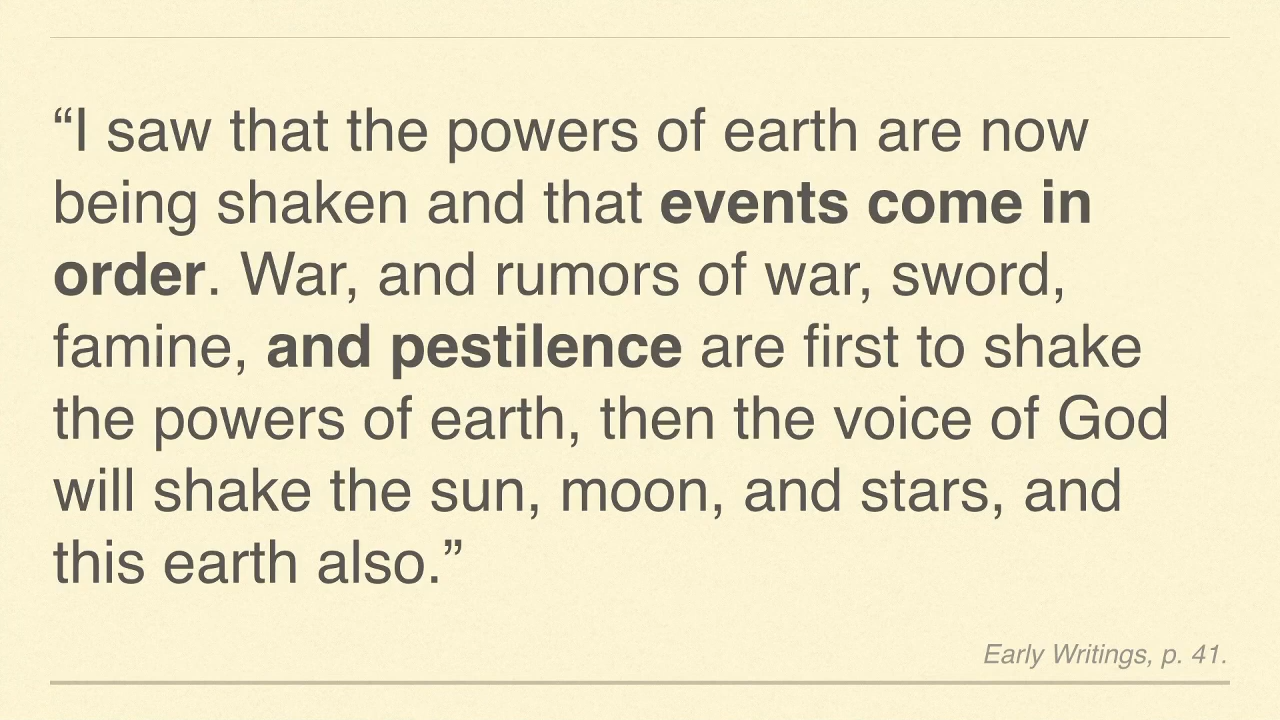 “I saw that the powers of earth are now
being shaken and that events come in
order. War, and rumors of war, sword,
famine, and pestilence are first to shake
the powers of earth, then the voice of God
will shake the sun, moon, and stars, and
this earth also.”
Early Writings, p. 41.